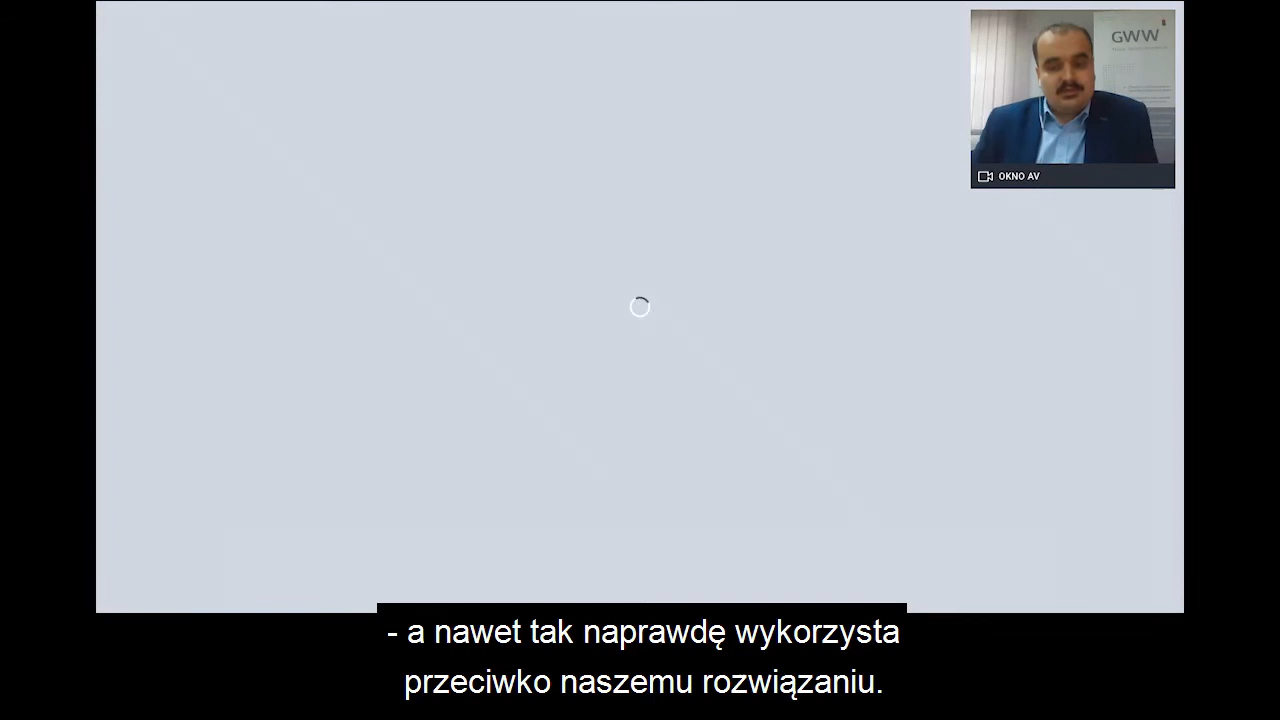 GWW
OKNO AV
- a nawet tak naprawdę wykorzysta
przeciwko naszemu rozwiązaniu.